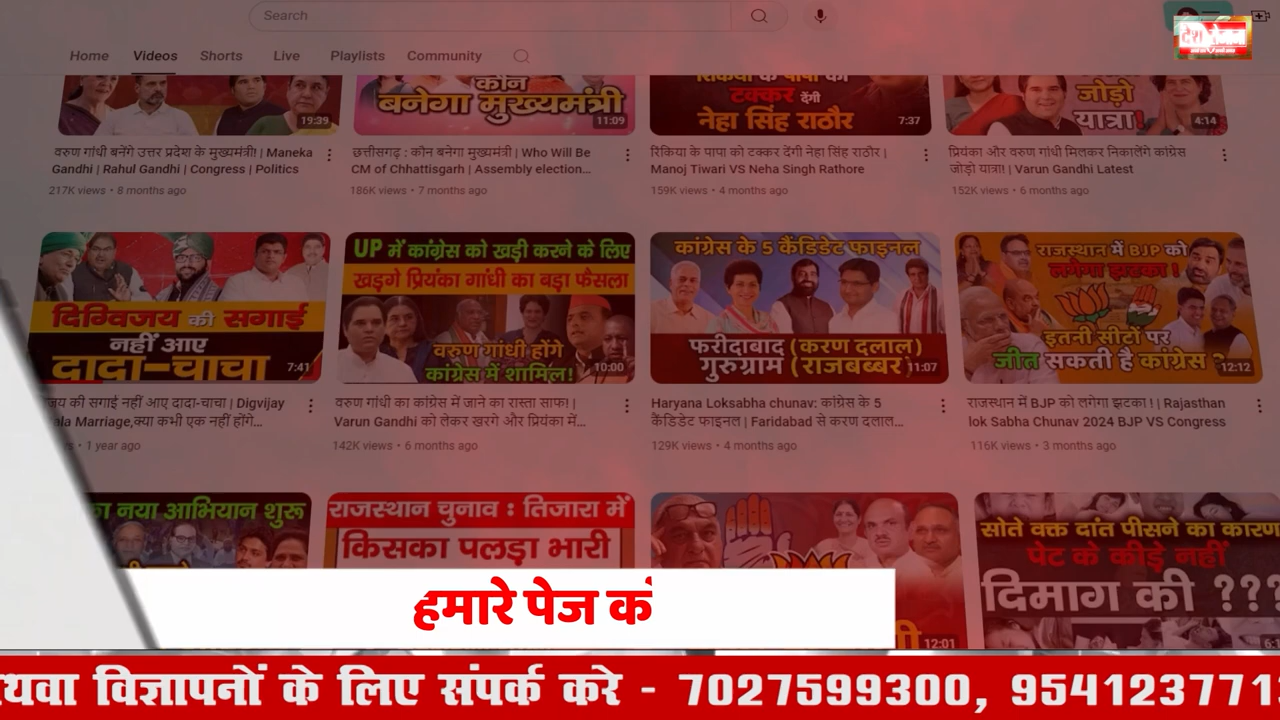 Search
Home Videos Shorts Live Playlists Community
कौन
बनेगा मुख्यमंत्री
टक्कर देंगी
नेहा सिंह राठौर
जोड़ो
यात्रा!
19:39
11:09
7:37
4:14
वरुण गांधी बनेंगे उत्तर प्रदेश के मुख्यमंत्री! | Maneka
Gandhi | Rahul Gandhi | Congress | Politics
217K views • 8 months ago
छत्तीसगढ़ : कौन बनेगा मुख्यमंत्री | Who Will Be
CM of Chhattisgarh | Assembly election...
186K views • 7 months ago
रिंकिया के पापा को टक्कर देंगी नेहा सिंह राठौर |
Manoj Tiwari VS Neha Singh Rathore
159K views • 4 months ago
प्रियंका और वरुण गांधी मिलकर निकालेंगे कांग्रेस
जोड़ो यात्रा! | Varun Gandhi Latest
152K views • 6 months ago
दिग्विजय की सगाई
नहीं आए
दादा-चाचा
7:41
UP में कांग्रेस को खड़ी करने के लिए
खड़गे प्रियंका गांधी का बड़ा फैसला
वरुण गांधी होंगे
कांग्रेस में शामिल!
10:00
कांग्रेस के 5 कैंडिडेट फाइनल
फरीदाबाद (करण दलाल)
गुरुग्राम (राजबब्बर)
11:07
राजस्थान में BJP को
लगेगा झटका !
इतनी सीटों पर
जीत सकती है कांग्रेस ?
12:12
जय की सगाई नहीं आए दादा-चाचा | Digvijay
ala Marriage,क्या कभी एक नहीं होंगे...
1 year ago
वरुण गांधी का कांग्रेस में जाने का रास्ता साफ! |
Varun Gandhi को लेकर खरगे और प्रियंका में...
142K views • 6 months ago
Haryana Loksabha chunav: कांग्रेस के 5
कैंडिडेट फाइनल | Faridabad से करण दलाल...
129K views • 4 months ago
राजस्थान में BJP को लगेगा झटका ! | Rajasthan
lok Sabha Chunav 2024 BJP VS Congress
116K views • 3 months ago
का नया आभियान शुरू
राजस्थान चुनाव : तिजारा में
किसका पलड़ा भारी
12:01
सोते वक्त दांत पीसने का कारण
पेट के कीड़े नहीं
दिमाग की ???
हमारे पेज को
थवा विज्ञापनों के लिए संपर्क करे - 7027599300, 954123771